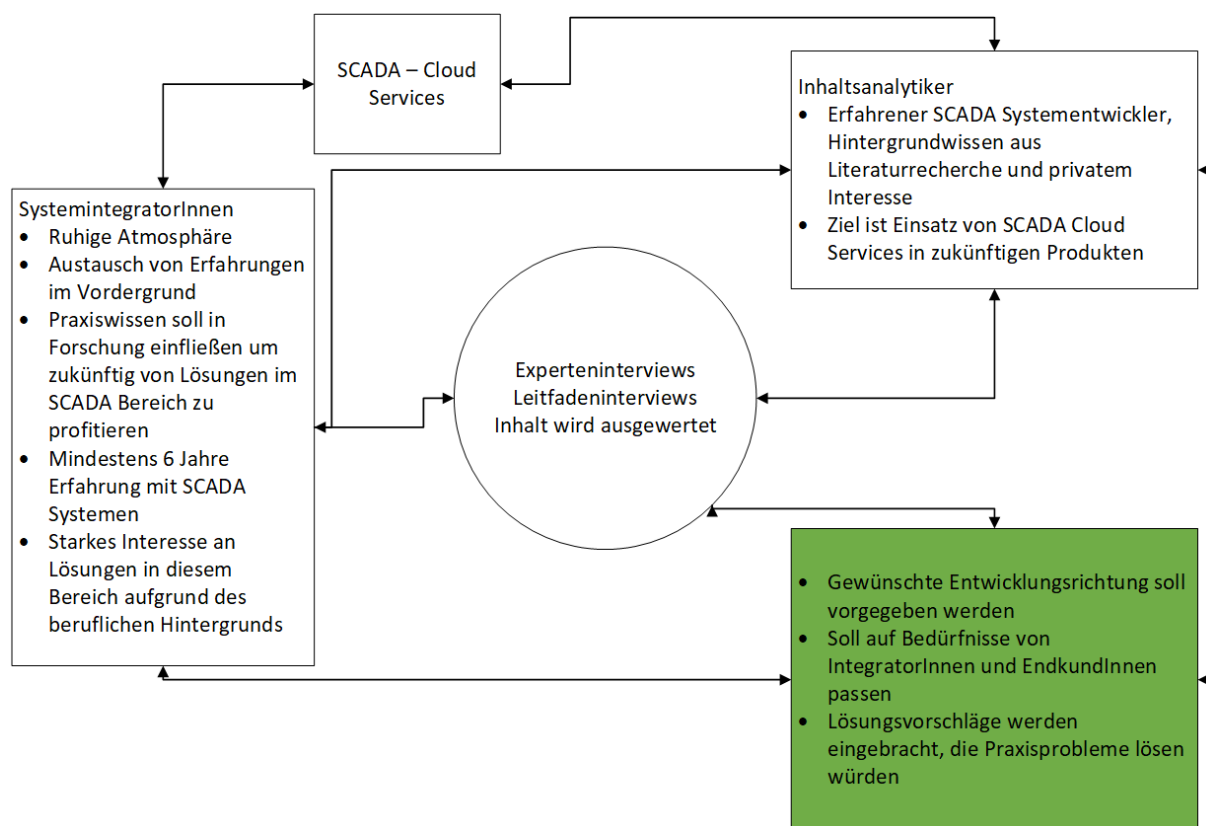 SCADA – Cloud
Services
Inhaltsanalytiker
• Erfahrener SCADA Systementwickler,
Hintergrundwissen aus
Literaturrecherche und privatem
Interesse
• Ziel ist Einsatz von SCADA Cloud
Services in zukünftigen Produkten
SystemintegratorInnen
• Ruhige Atmosphäre
• Austausch von Erfahrungen
im Vordergrund
• Praxiswissen soll in
Forschung einfließen um
zukünftig von Lösungen im
SCADA Bereich zu
profitieren
• Mindestens 6 Jahre
Erfahrung mit SCADA
Systemen
• Starkes Interesse an
Lösungen in diesem
Bereich aufgrund des
beruflichen Hintergrunds
Experteninterviews
Leitfadeninterviews
Inhalt wird ausgewertet
• Gewünschte Entwicklungsrichtung soll
vorgegeben werden
• Soll auf Bedürfnisse von
IntegratorInnen und EndkundInnen
passen
• Lösungsvorschläge werden
eingebracht, die Praxisprobleme lösen
würden